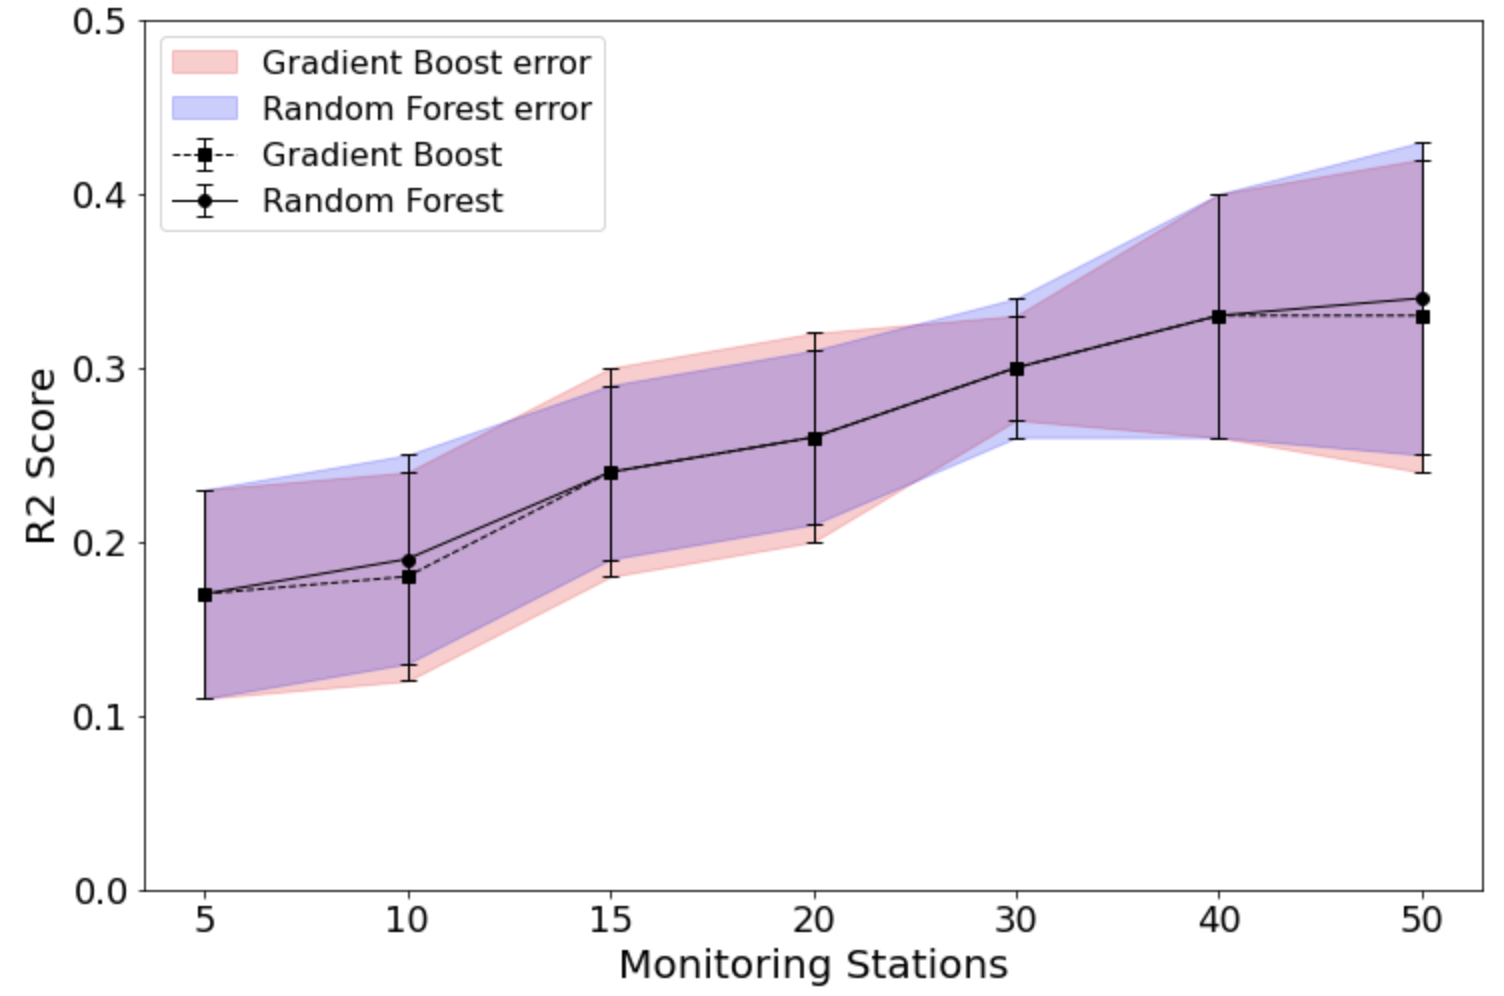 0.5
Gradient Boost error
Random Forest error
Gradient Boost
Random Forest
0.4
0.3
0.2
0.1
0.0
R2 Score
5 10 15 20 30 40 50
Monitoring Stations